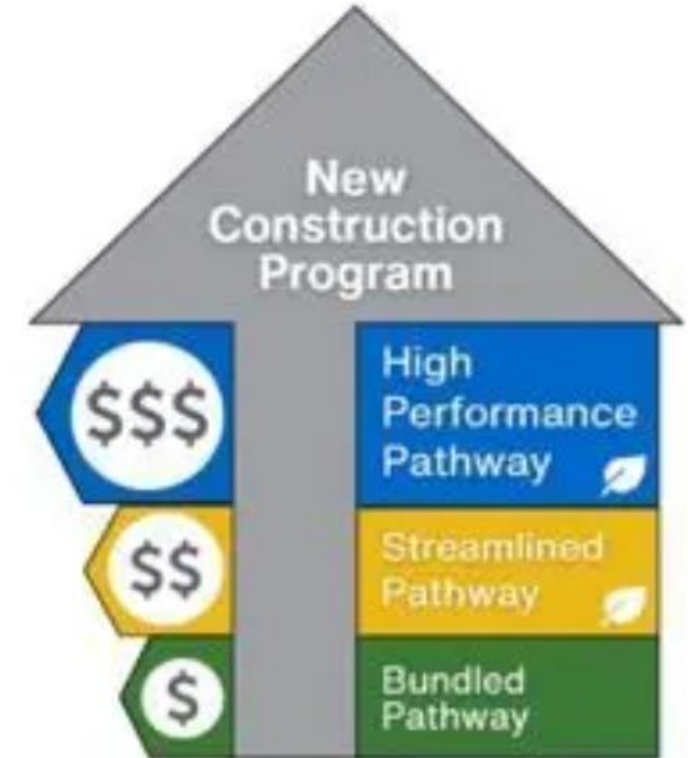 New
Construction
Program
$$$
High
Performance
Pathway
$$
Streamlined
Pathway
$
Bundled
Pathway